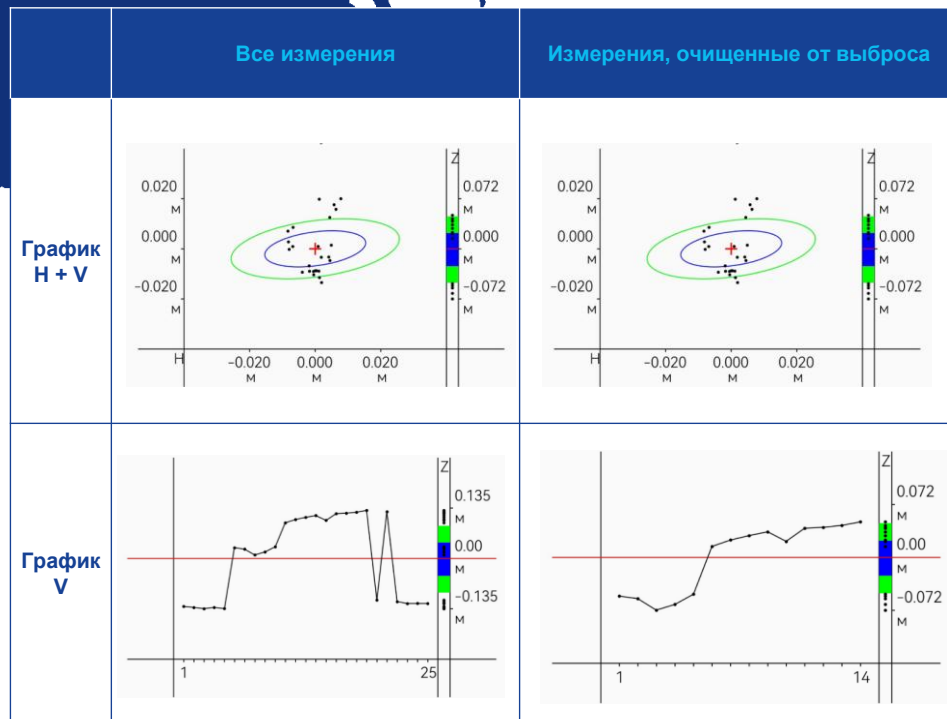 Все измерения
Измерения, очищенные от выброса
График
H + V
Z
0.020
м
0.000
м
-0.020
м
0.072
м
0.000
м
-0.072
м
H
-0.020
м
0.000
м
0.020
м
Z
0.020
м
0.000
м
-0.020
м
0.072
м
0.000
м
-0.072
м
H
-0.020
м
0.000
м
0.020
м
График
V
Z
0.135
м
0.00
м
-0.135
м
1
25
Z
0.072
м
0.00
м
-0.072
м
1
14